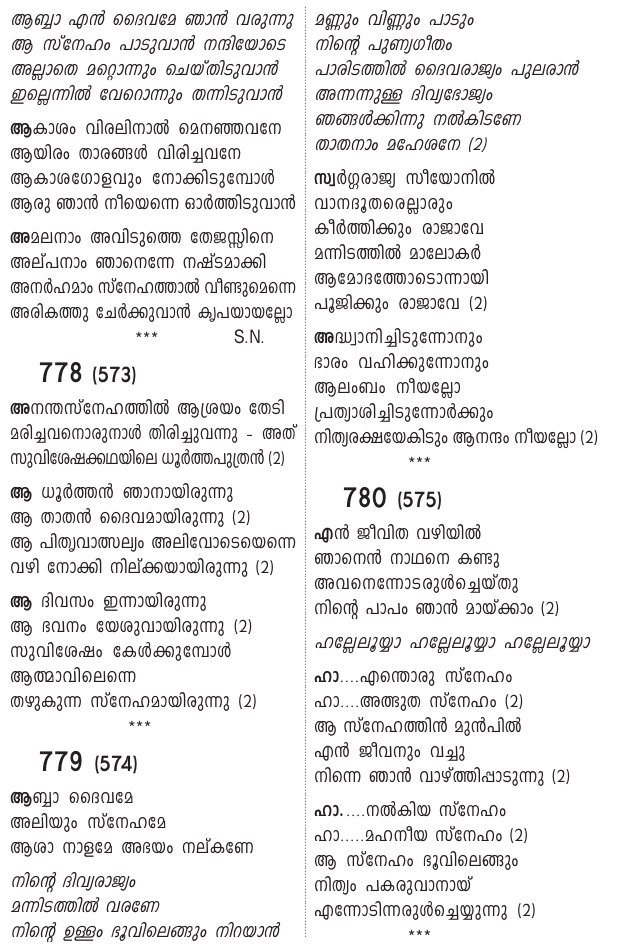 ആബ്ബാ എൻ ദൈവമേ ഞാൻ വരുന്നു
ആ സ്നേഹം പാടുവാൻ നന്ദിയോടെ
അല്ലാതെ മറ്റൊന്നും ചെയ്തിടുവാൻ
ഇല്ലെന്നിൽ വേറൊന്നും തന്നിടുവാൻ
ആകാശം വിരലിനാൽ മെനഞ്ഞവനേ
ആയിരം താരങ്ങൾ വിരിച്ചവനേ
ആകാശഗോളവും നോക്കിടുമ്പോൾ
ആരു ഞാൻ നീയെന്നെ ഓർത്തിടുവാൻ
അമലനാം അവിടുത്തെ തേജസ്സിനെ
അല്പനാം ഞാനെന്നേ നഷ്ടമാക്കി
അനർഹമാം സ്നേഹത്താൽ വീണ്ടുമെന്നെ
അരികത്തു ചേർക്കുവാൻ കൃപയായല്ലോ
*** S.N.
778 (573)
അനന്തസ്നേഹത്തിൽ ആശ്രയം തേടി
മരിച്ചവനൊരുനാൾ തിരിച്ചുവന്നു - അത്
സുവിശേഷക്കഥയിലെ ധൂർത്തപുത്രൻ (2)
ആ ധൂർത്തൻ ഞാനായിരുന്നു
ആ താതൻ ദൈവമായിരുന്നു (2)
ആ പിതൃവാത്സല്യം അലിവോടെയെന്നെ
വഴി നോക്കി നില്ക്കയായിരുന്നു (2)
ആ ദിവസം ഇന്നായിരുന്നു
ആ ഭവനം യേശുവായിരുന്നു (2)
സുവിശേഷം കേൾക്കുമ്പോൾ
ആത്മാവിലെന്നെ
തഴുകുന്ന സ്നേഹമായിരുന്നു (2)
***
779 (574)
ആബ്ബാ ദൈവമേ
അലിയും സ്നേഹമേ
ആശാ നാളമേ അഭയം നല്കണേ
നിന്റെ ദിവ്യരാജ്യം
മന്നിടത്തിൽ വരണേ
നിന്റെ ഉള്ളം ഭൂവിലെങ്ങും നിറയാൻ
മണ്ണും വിണ്ണും പാടും
നിന്റെ പുണ്യഗീതം
പാരിടത്തിൽ ദൈവരാജ്യം പുലരാൻ
അന്നന്നുള്ള ദിവ്യഭോജ്യം
ഞങ്ങൾക്കിന്നു നൽകിടണേ
താതനാം മഹേശനേ (2)
സ്വർഗ്ഗരാജ്യ സീയോനിൽ
വാനദൂതരെല്ലാരും
കീർത്തിക്കും രാജാവേ
മന്നിടത്തിൽ മാലോകർ
ആമോദത്തോടൊന്നായി
പൂജിക്കും രാജാവേ (2)
അദ്ധ്വാനിച്ചിടുന്നോനും
ഭാരം വഹിക്കുന്നോനും
ആലംബം നീയല്ലോ
പ്രത്യാശിച്ചിടുന്നോർക്കും
നിത്യരക്ഷയേകിടും ആനന്ദം നീയല്ലോ (2)
***
780 (575)
എൻ ജീവിത വഴിയിൽ
ഞാനെൻ നാഥനെ കണ്ടു
അവനെന്നോടരുൾച്ചെയ്തു
നിന്റെ പാപം ഞാൻ മായ്ക്കാം (2)
ഹല്ലേലൂയ്യാ ഹല്ലേലൂയ്യാ ഹല്ലേലൂയ്യാ
ഹാ....എന്തൊരു സ്നേഹം
ഹാ....അത്ഭുത സ്നേഹം (2)
ആ സ്നേഹത്തിൻ മുൻപിൽ
എൻ ജീവനും വച്ചു
നിന്നെ ഞാൻ വാഴ്ത്തിപ്പാടുന്നു (2)
ഹാ.....നൽകിയ സ്നേഹം
ഹാ.....മഹനീയ സ്നേഹം (2)
ആ സ്നേഹം ഭൂവിലെങ്ങും
നിത്യം പകരുവാനായ്
എന്നോടിന്നരുൾച്ചെയ്യുന്നു (2)
***